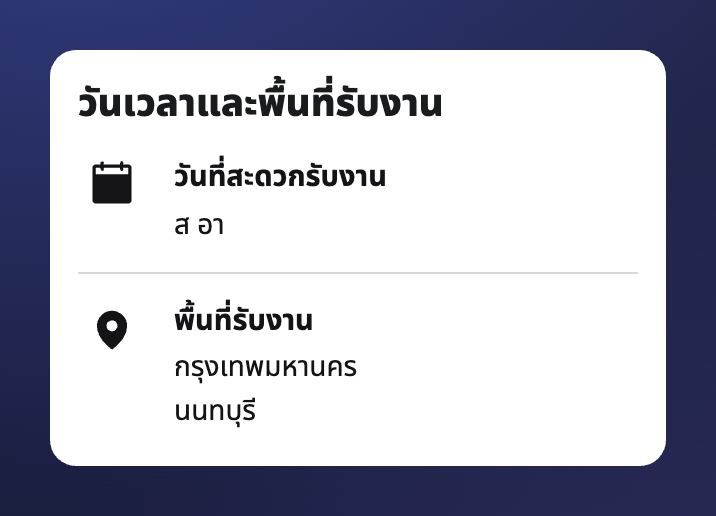 วันเวลาและพื้นที่รับงาน
วันที่สะดวกรับงาน
ส อา
พื้นที่รับงาน
กรุงเทพมหานคร
นนทบุรี